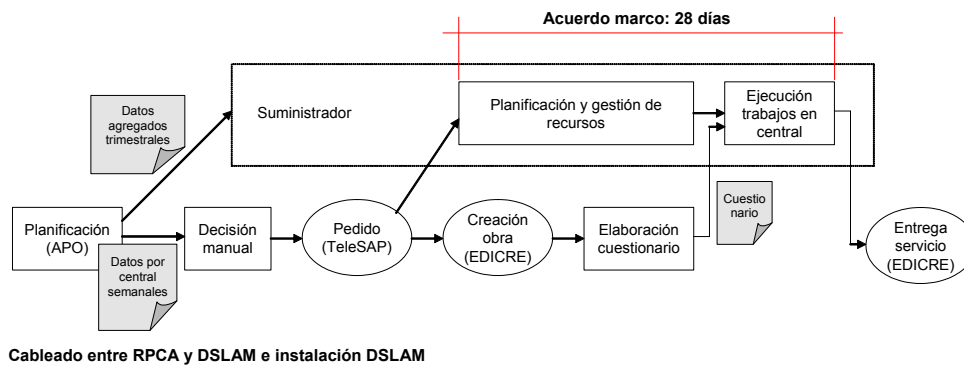 Acuerdo marco: 28 días
Datos
agregados
trimestrales
Suministrador
Planificación y gestión de
recursos
Ejecución
trabajos en
central
Planificación
(APO)
Datos por
central
semanales
Decisión
manual
Pedido
(TeleSAP)
Creación
obra
(EDICRE)
Elaboración
cuestionario
Cuestio
nario
Entrega
servicio
(EDICRE)
Cableado entre RPCA y DSLAM e instalación DSLAM